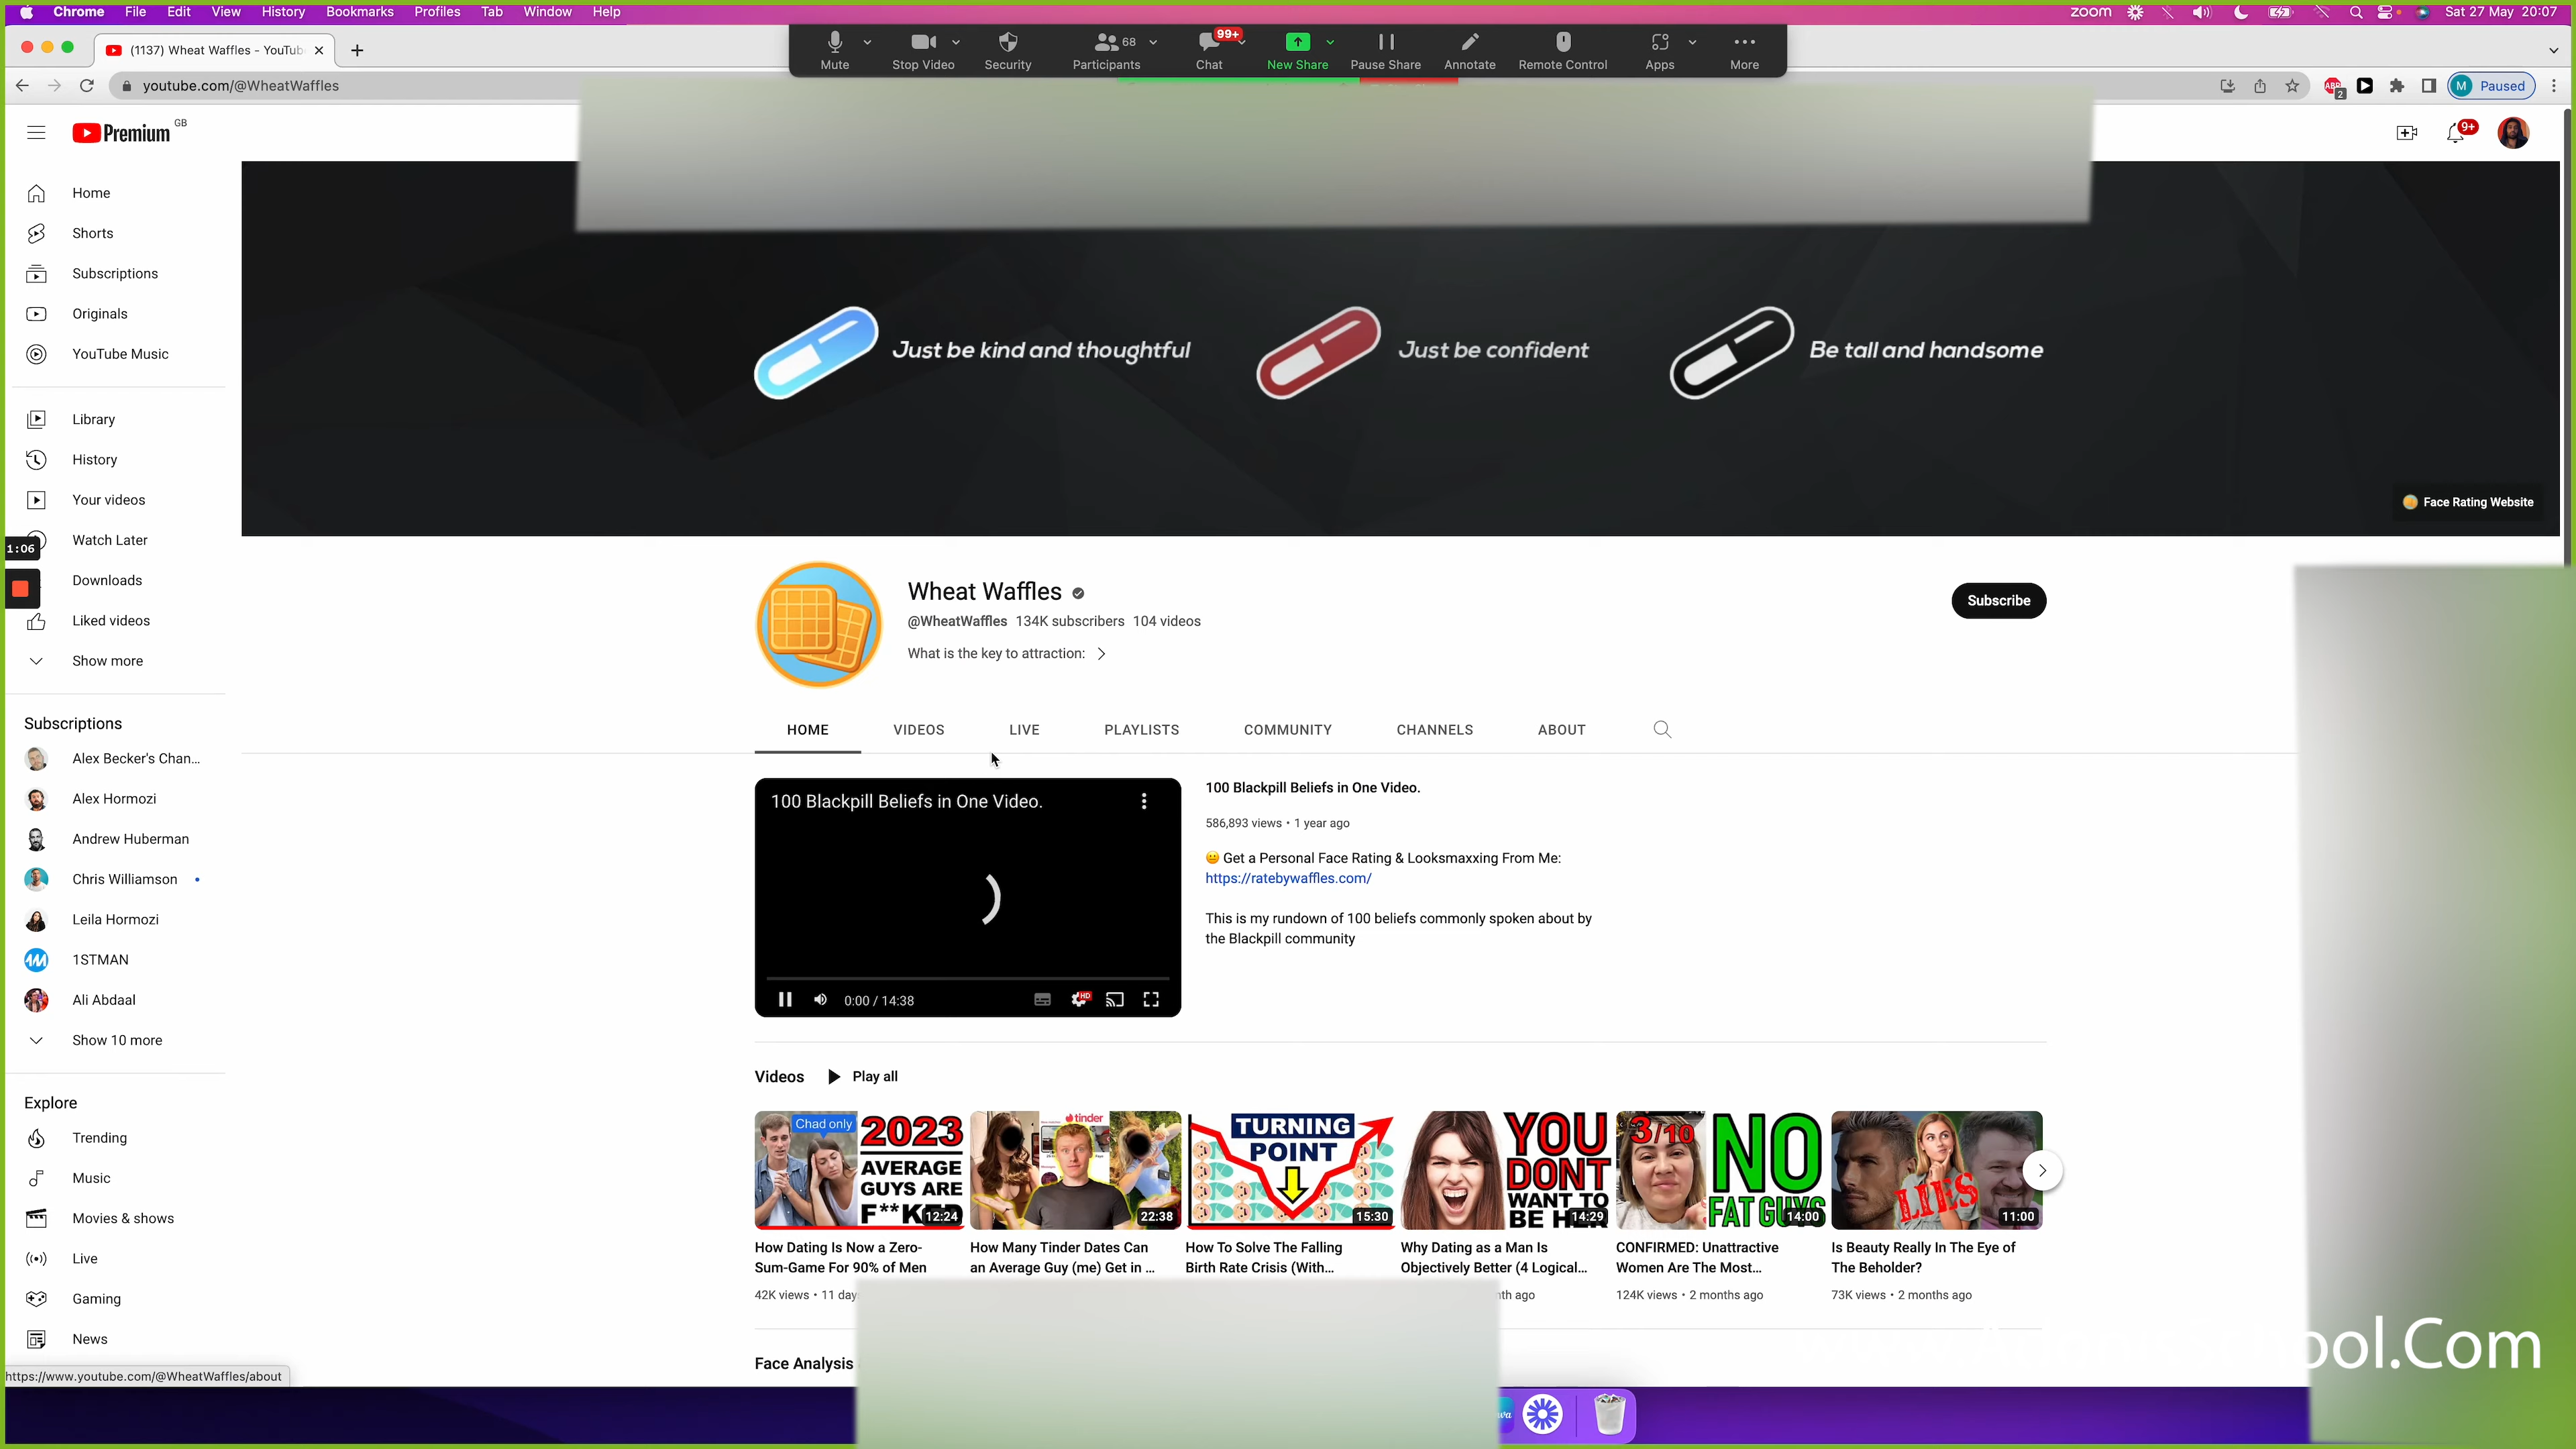 Chrome File Edit View History Bookmarks Profiles Tab Window Help
zoom Sat 27 May 20:07
(1137) Wheat Waffles - YouTub
Mute Stop Video Security Participants 68 Chat 99+ New Share Pause Share Annotate Remote Control Apps More
youtube.com/@WheatWaffles
ABP 2 M Paused
Premium GB
9+
Home
Shorts
Subscriptions
Originals
YouTube Music
Library
History
Your videos
Watch Later
1:06
Downloads
Liked videos
Show more
Subscriptions
Alex Becker's Chan...
Alex Hormozi
Andrew Huberman
Chris Williamson
Leila Hormozi
1STMAN
Ali Abdaal
Show 10 more
Explore
Trending
Music
Movies & shows
Live
Gaming
News
https://www.youtube.com/@WheatWaffles/about
Just be kind and thoughtful
Just be confident
Be tall and handsome
Face Rating Website
Wheat Waffles
@WheatWaffles 134K subscribers 104 videos
What is the key to attraction:
Subscribe
HOME VIDEOS LIVE PLAYLISTS COMMUNITY CHANNELS ABOUT
100 Blackpill Beliefs in One Video.
0:00 / 14:38
HD
100 Blackpill Beliefs in One Video.
586,893 views • 1 year ago
Get a Personal Face Rating & Looksmaxxing From Me:
https://ratebywaffles.com/
This is my rundown of 100 beliefs commonly spoken about by
the Blackpill community
Videos Play all
Chad only
2023
AVERAGE
GUYS ARE
F**KED
12:24
How Dating Is Now a Zero-
Sum-Game For 90% of Men
42K views • 11 day
tinder
22:38
How Many Tinder Dates Can
an Average Guy (me) Get in ...
TURNING
POINT
15:30
How To Solve The Falling
Birth Rate Crisis (With...
YOU
DONT
WANT TO
BE HER
14:29
Why Dating as a Man Is
Objectively Better (4 Logical...
nth ago
3/10
NO
FAT GUYS
14:00
CONFIRMED: Unattractive
Women Are The Most...
124K views • 2 months ago
LIES
11:00
Is Beauty Really In The Eye of
The Beholder?
73K views • 2 months ago
Face Analysis
ool.Com